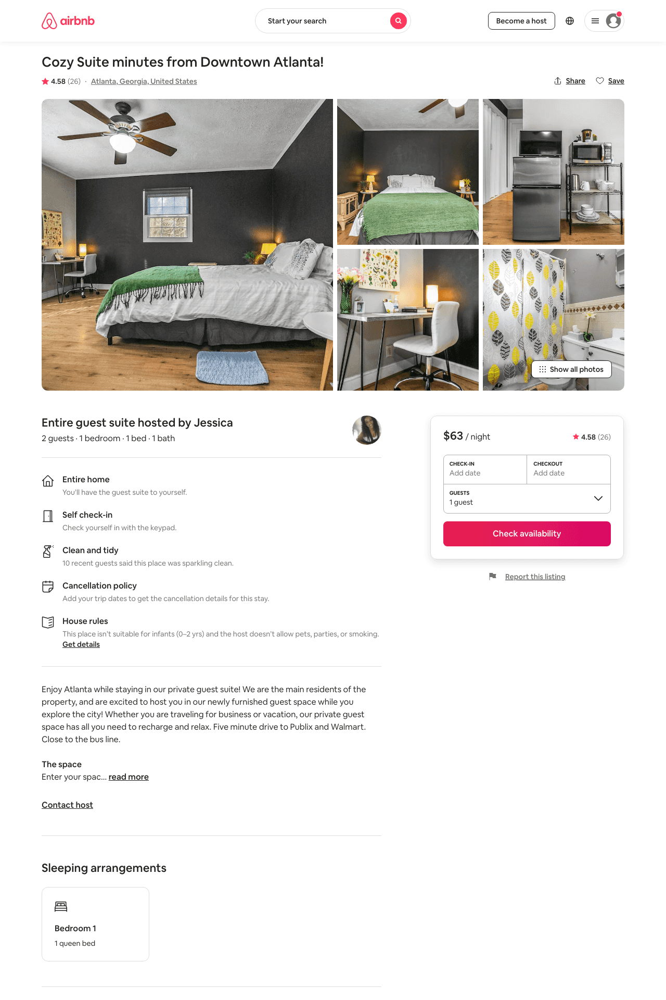 airbnb
Start your search
Become a host
Cozy Suite minutes from Downtown Atlanta!
4.58 (26) · Atlanta, Georgia, United States
Share
Save
Show all photos
Entire guest suite hosted by Jessica
2 guests · 1 bedroom · 1 bed · 1 bath
Entire home
You’ll have the guest suite to yourself.
Self check-in
Check yourself in with the keypad.
Clean and tidy
10 recent guests said this place was sparkling clean.
Cancellation policy
Add your trip dates to get the cancellation details for this stay.
House rules
This place isn’t suitable for infants (0–2 yrs) and the host doesn’t allow pets, parties, or smoking.
Get details
Enjoy Atlanta while staying in our private guest suite! We are the main residents of the
property, and are excited to host you in our newly furnished guest space while you
explore the city! Whether you are traveling for business or vacation, our private guest
space has all you need to recharge and relax. Five minute drive to Publix and Walmart.
Close to the bus line.
The space
Enter your spac... read more
Contact host
Sleeping arrangements
Bedroom 1
1 queen bed
$63 / night
4.58 (26)
CHECK-IN
Add date
CHECKOUT
Add date
GUESTS
1 guest
Check availability
Report this listing